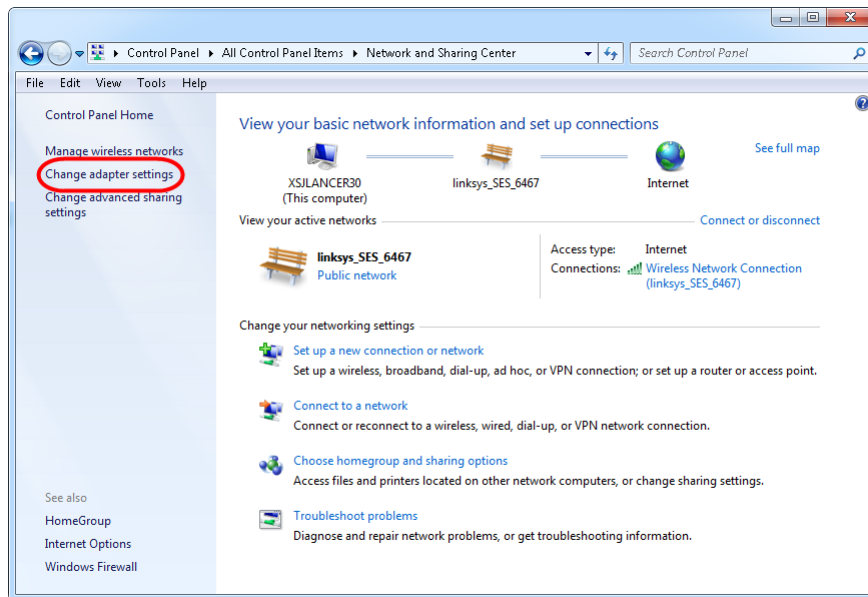 Control Panel
All Control Panel Items
Network and Sharing Center
Search Control Panel
File Edit View Tools Help
Control Panel Home
Manage wireless networks
Change adapter settings
Change advanced sharing
settings
View your basic network information and set up connections
See full map
XSJLANCER30
(This computer)
linksys_SES_6467
Internet
View your active networks
Connect or disconnect
linksys_SES_6467
Public network
Access type: Internet
Connections: Wireless Network Connection
(linksys_SES_6467)
Change your networking settings
Set up a new connection or network
Set up a wireless, broadband, dial-up, ad hoc, or VPN connection; or set up a router or access point.
Connect to a network
Connect or reconnect to a wireless, wired, dial-up, or VPN network connection.
Choose homegroup and sharing options
Access files and printers located on other network computers, or change sharing settings.
Troubleshoot problems
Diagnose and repair network problems, or get troubleshooting information.
See also
HomeGroup
Internet Options
Windows Firewall